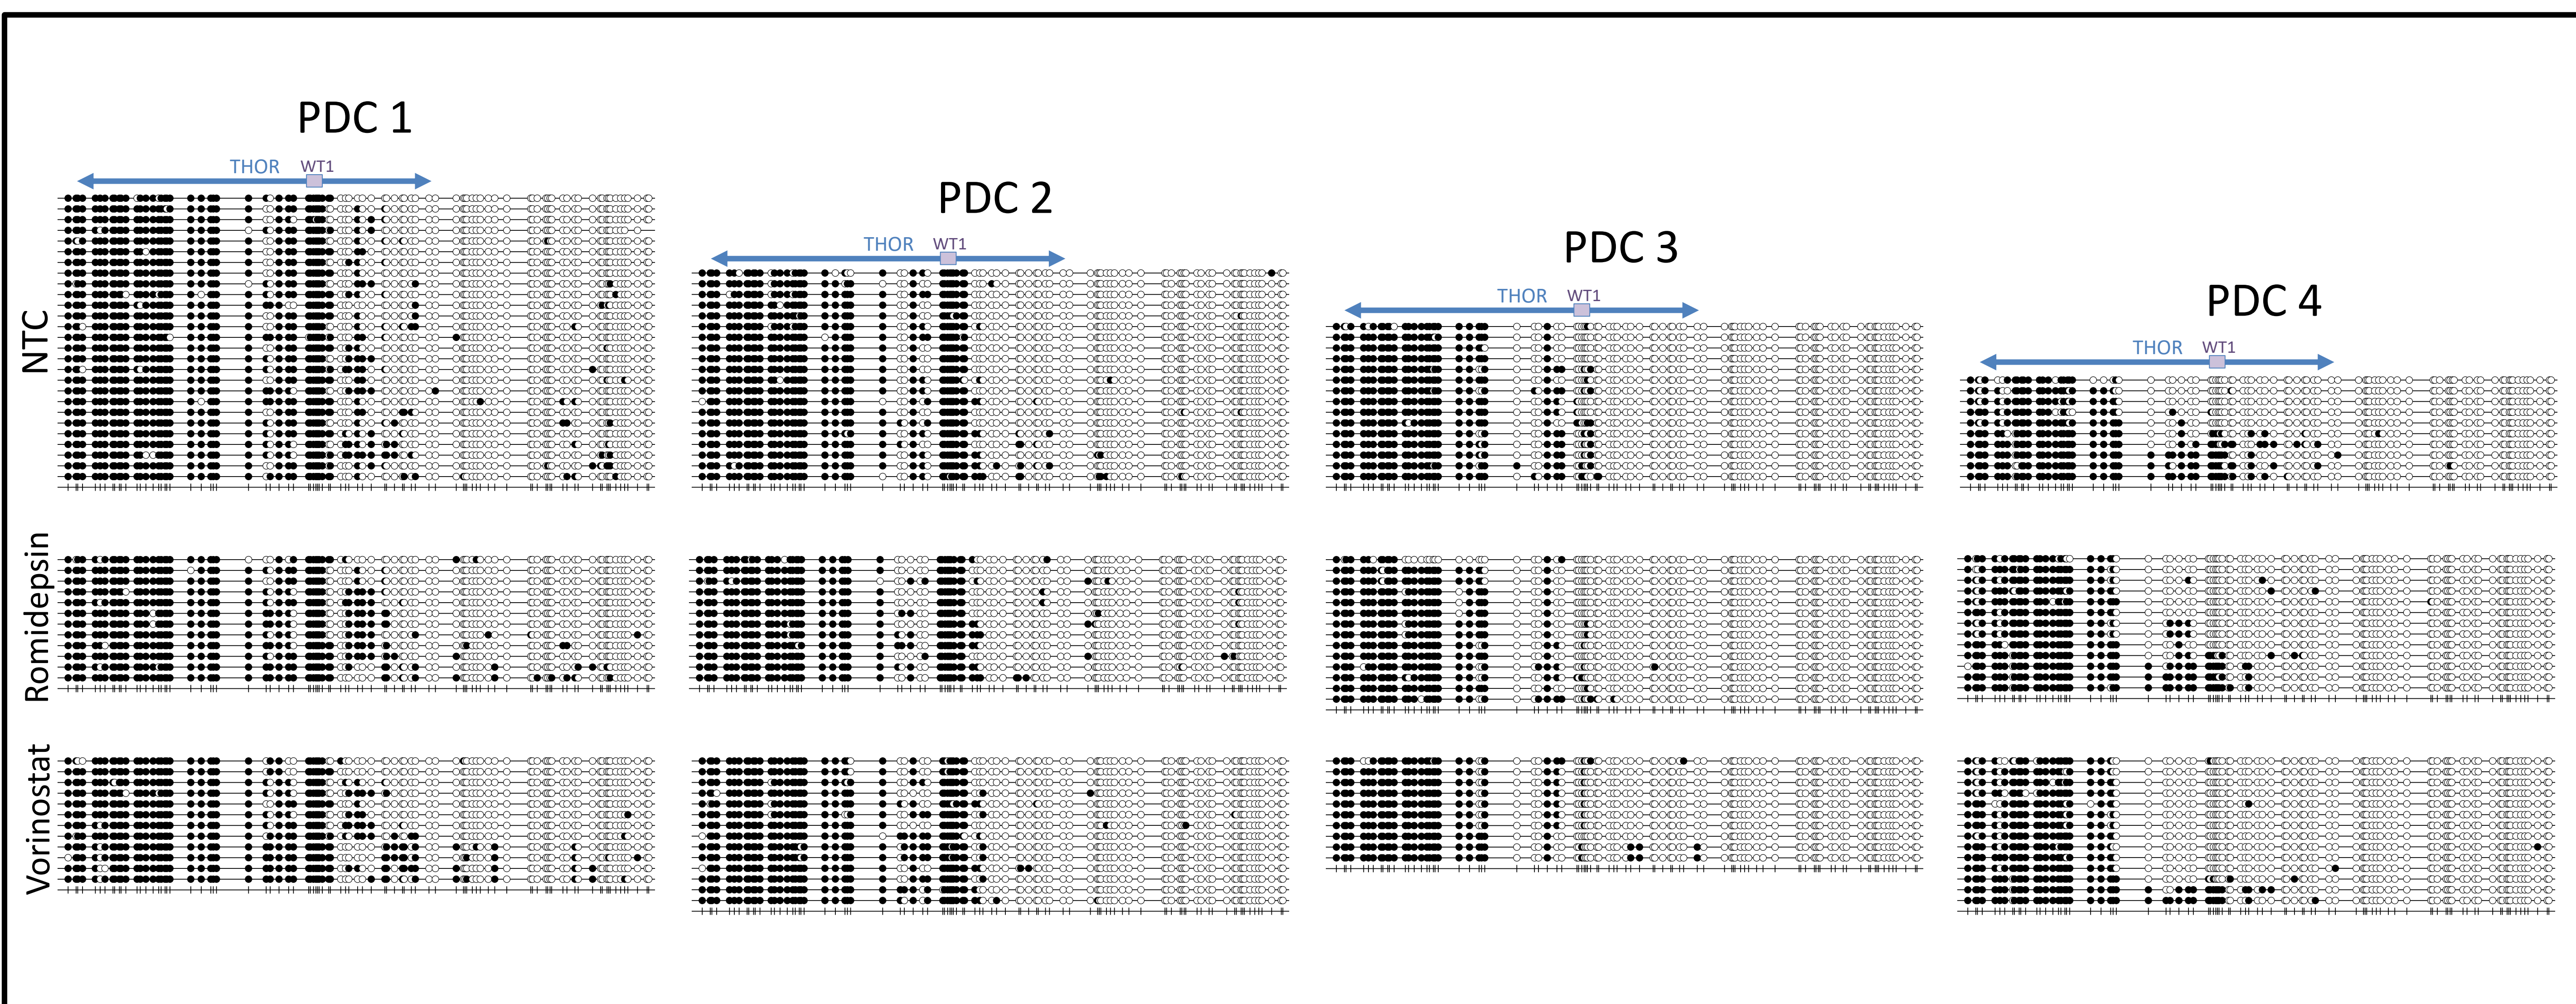 PDC 1
THOR WT1
PDC 2
THOR WT1
PDC 3
THOR WT1
PDC 4
THOR WT1
NTC
Romidepsin
Vorinostat